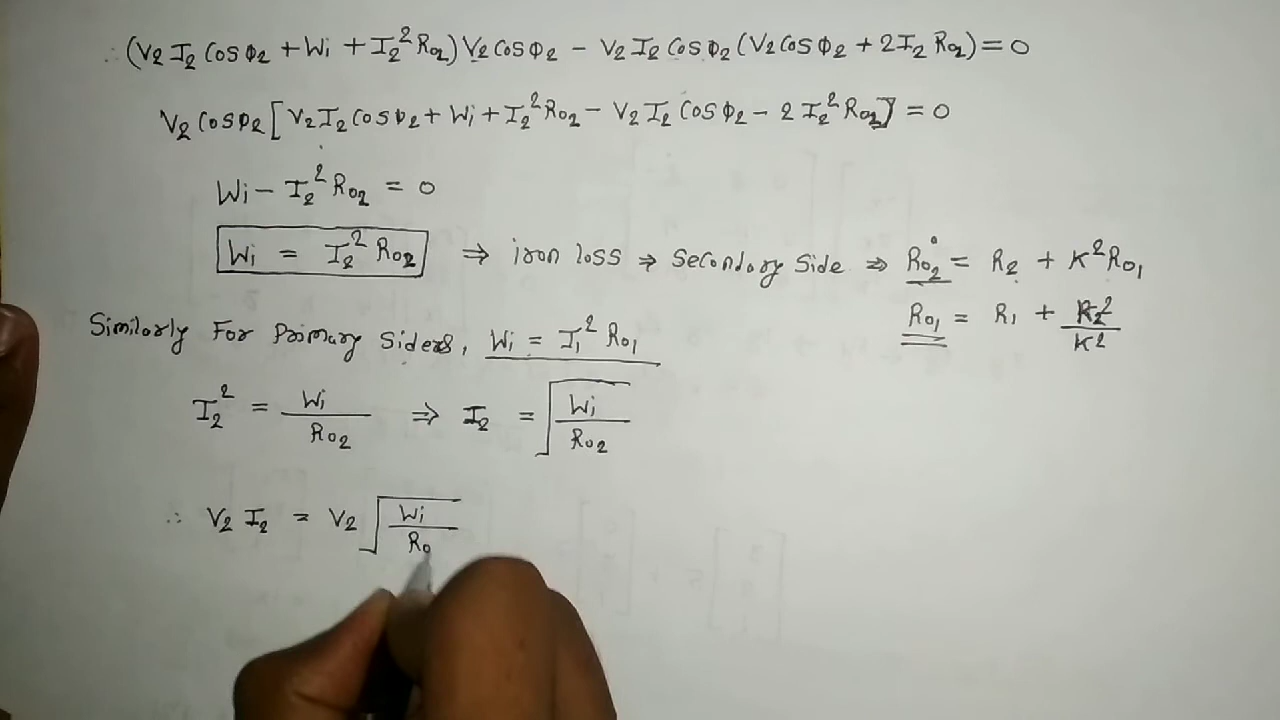 ∴ (V₂ I₂ Cos Φ₂ + Wi + I₂² R₀₂) V₂ Cos Φ₂ − V₂ I₂ Cos Φ₂ (V₂ Cos Φ₂ + 2 I₂ R₀₂) = 0
V₂ Cos Φ₂ [V₂ I₂ Cos Φ₂ + Wi + I₂² R₀₂ − V₂ I₂ Cos Φ₂ − 2 I₂² R₀₂] = 0
Wi − I₂² R₀₂ = 0
Wi = I₂² R₀₂ ⇒ iron loss ⇒ Secondary Side ⇒ R₀₂ = R₂ + K² R₀₁
R₀₁ = R₁ + R₂² / K²
Similarly For Primary Siders, Wi = I₁² R₀₁
I₂² = Wi / R₀₂ ⇒ I₂ = √(Wi / R₀₂)
∴ V₂ I₂ = V₂ √(Wi / R₀